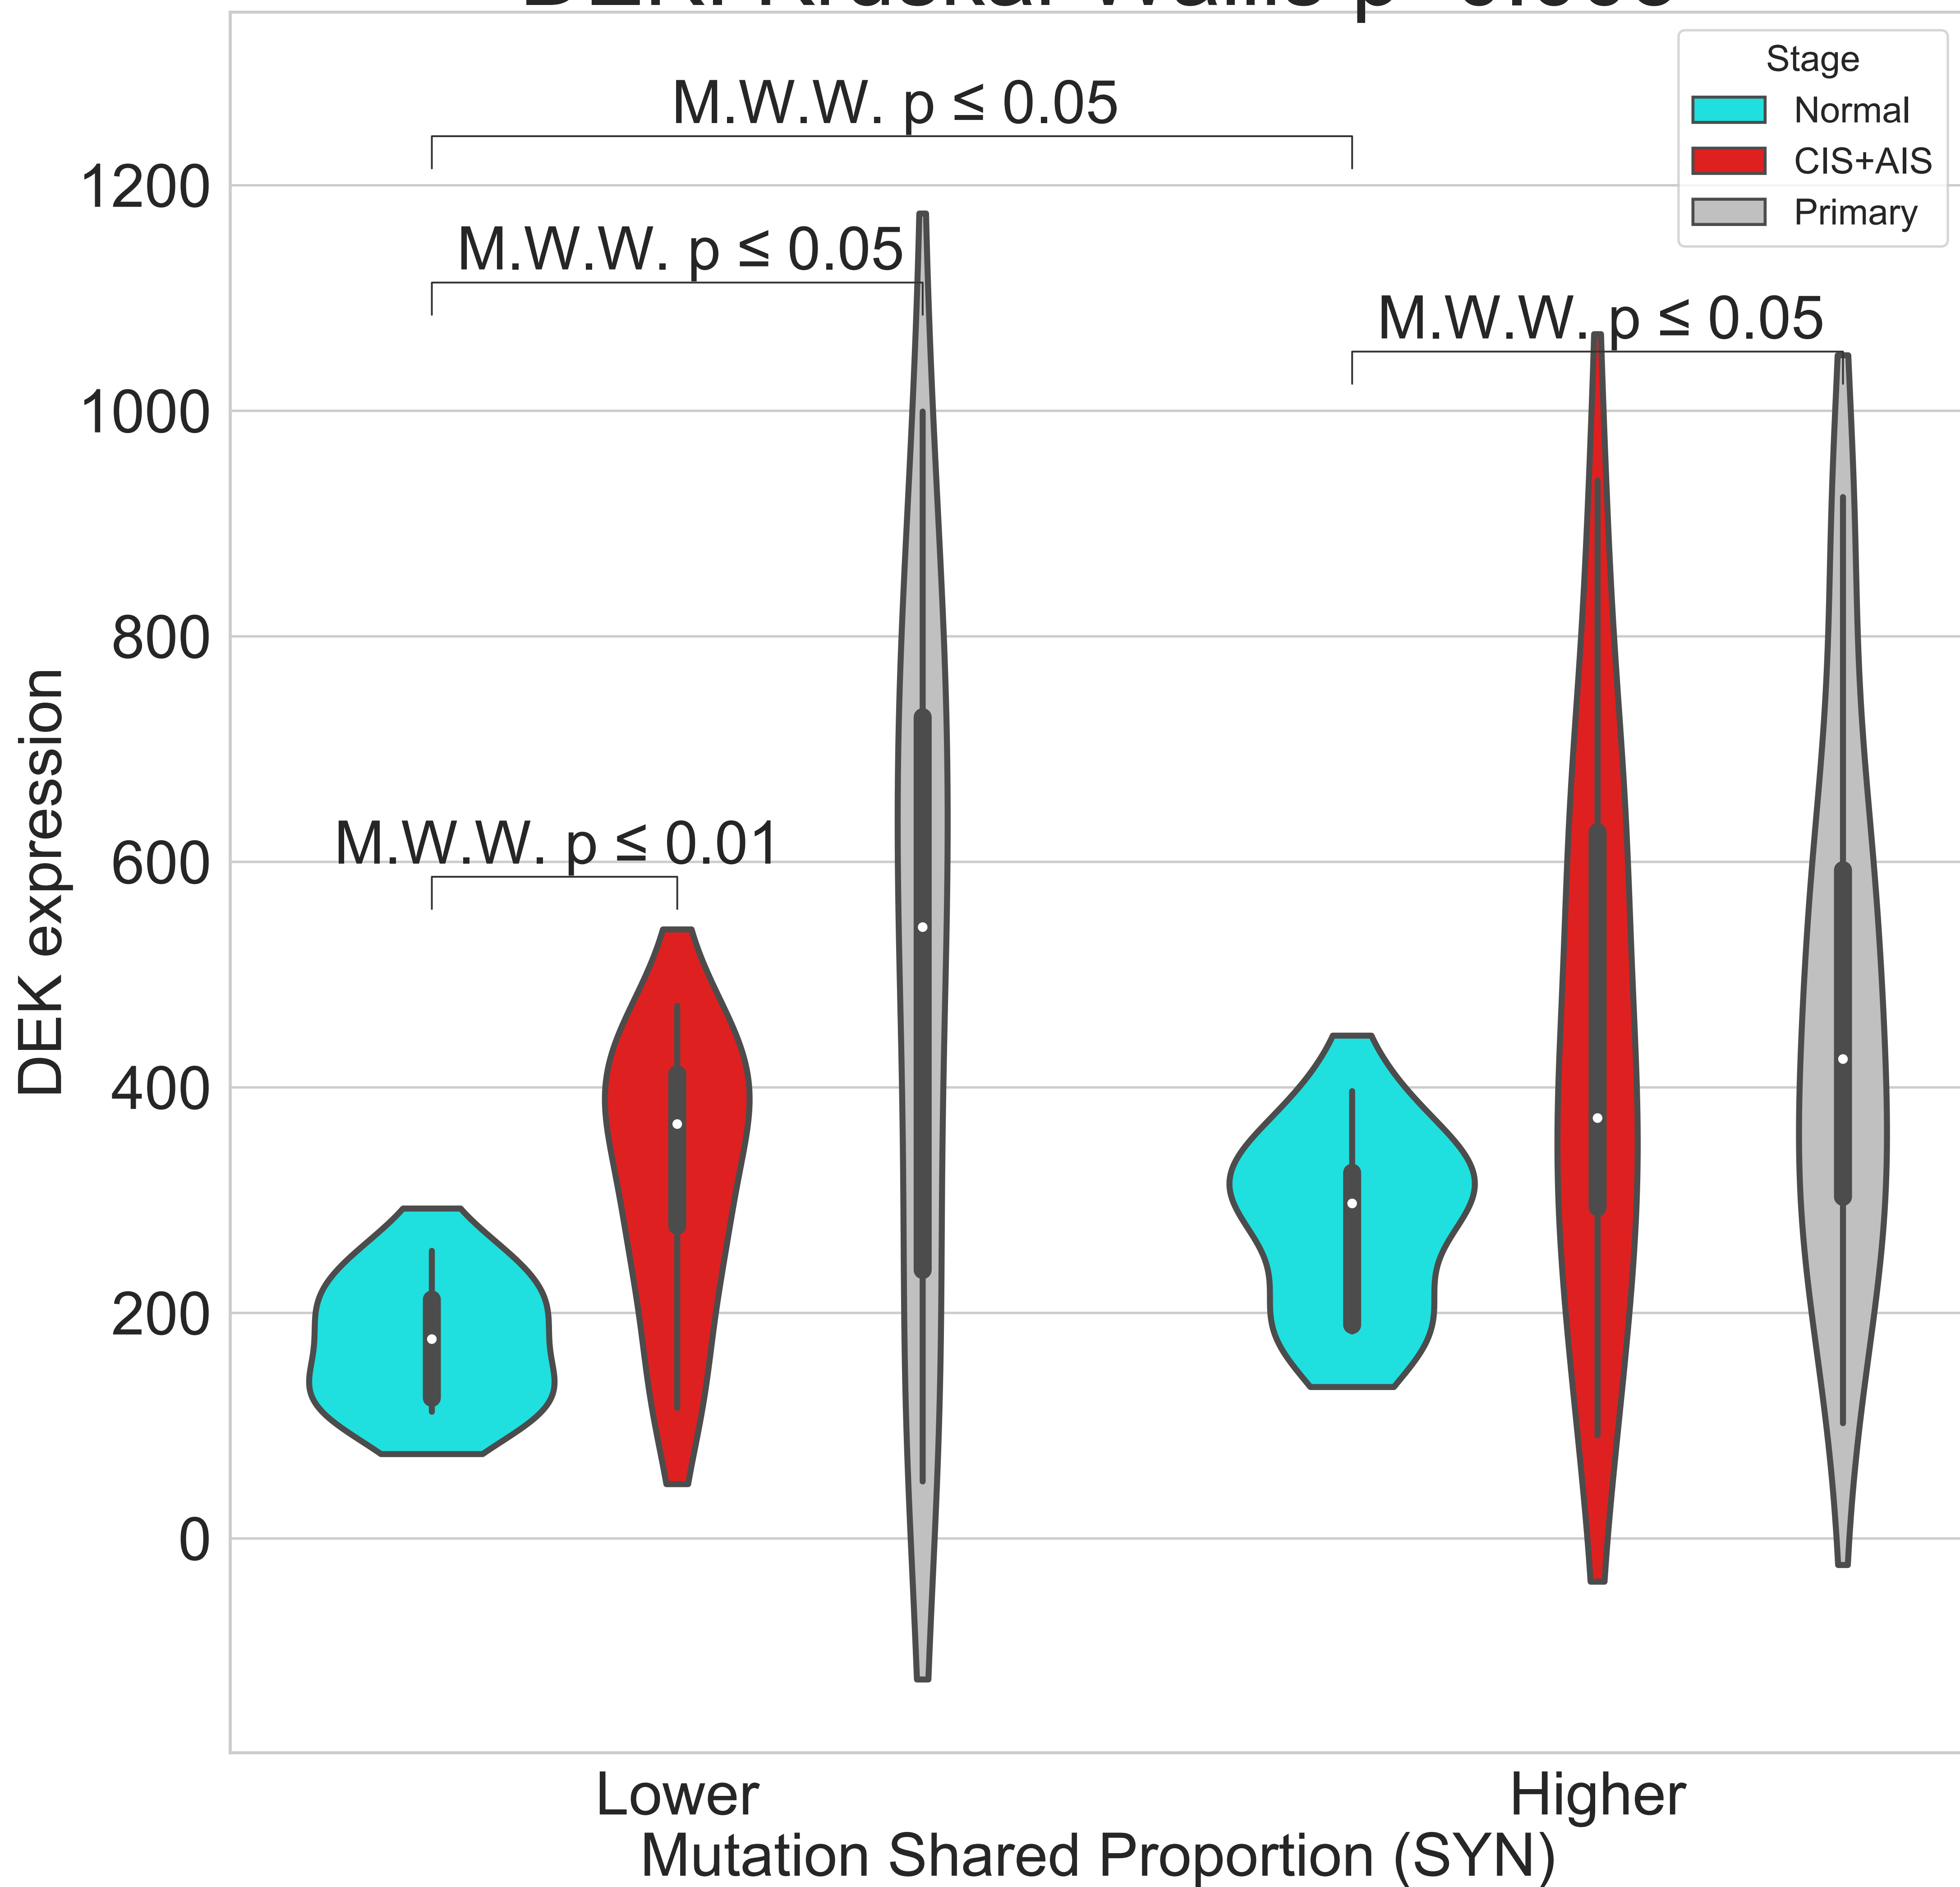 M.W.W. p ≤ 0.05
Stage
Normal
CIS+AIS
Primary
1200
M.W.W. p ≤ 0.05
M.W.W. p ≤ 0.05
1000
800
M.W.W. p ≤ 0.01
600
DEK expression
400
200
0
Lower
Higher
Mutation Shared Proportion (SYN)